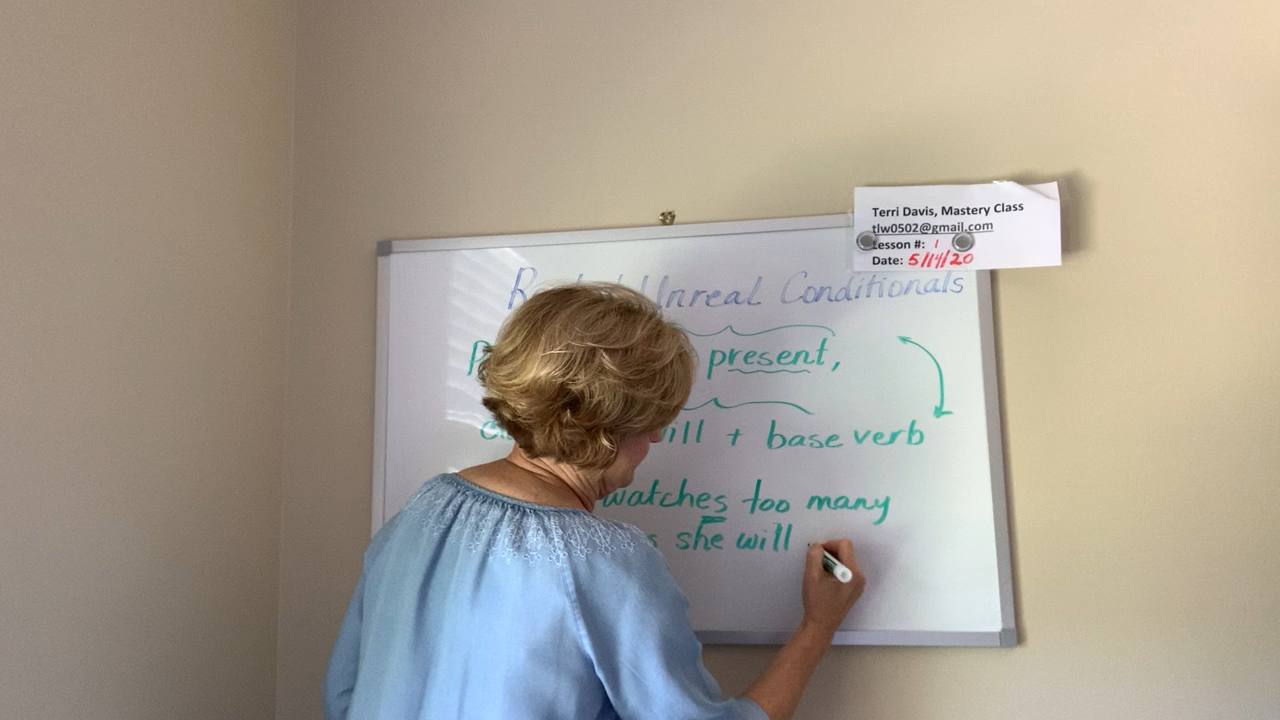 Terri Davis, Mastery Class
tlw0502@gmail.com
Lesson #: 1
Date: 5/14/20
Unreal Conditionals
present,
will + base verb
watches too many
she will